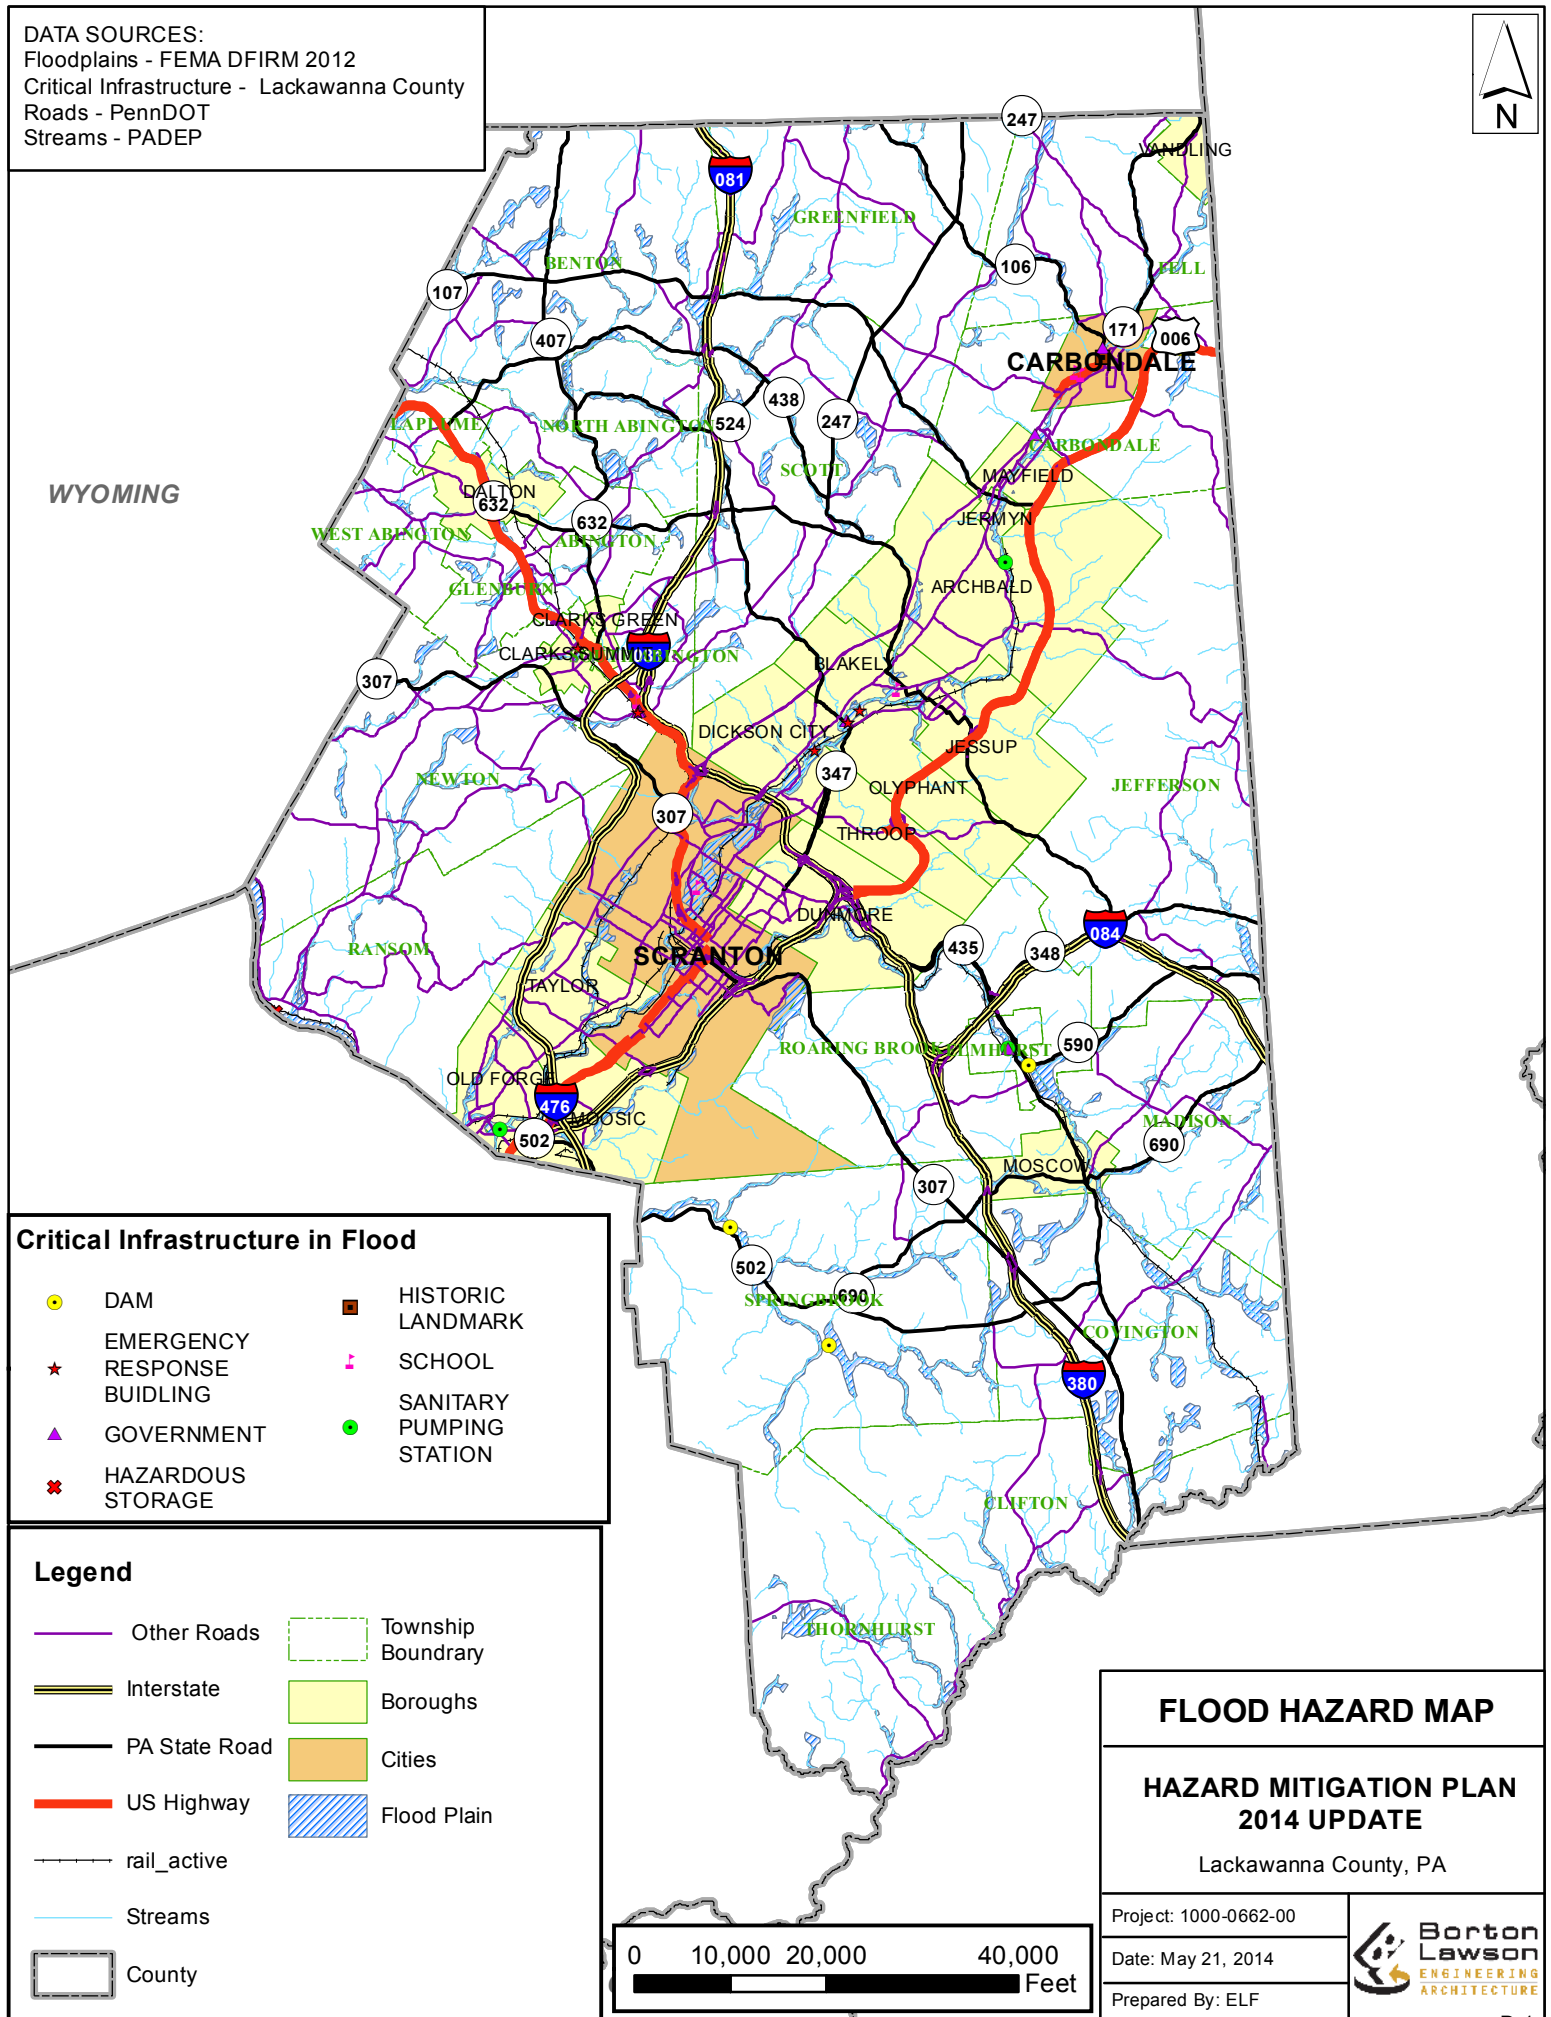 DATA SOURCES:
Floodplains - FEMA DFIRM 2012
Critical Infrastructure - Lackawanna County
Roads - PennDOT
Streams - PADEP
N
247
VANDLING
081
GREENFIELD
BENTON
106
FELL
107
171
006
407
CARBONDALE
438
LAPLUME
NORTH ABINGTON
524
247
CARBONDALE
SCOTT
MAYFIELD
WYOMING
DALTON
632
632
JERMYN
WEST ABINGTON
ABINGTON
GLENBURN
ARCHBALD
CLARKS GREEN
CLARKS SUMMIT
081
BLAKELY
307
DICKSON CITY
JESSUP
347
NEWTON
OLYPHANT
JEFFERSON
307
THROOP
DUNMORE
084
435
348
RANSOM
SCRANTON
TAYLOR
ROARING BROOK
ELMHURST
590
OLD FORGE
476
MOOSIC
502
MADISON
690
MOSCOW
307
502
690
SPRINGBROOK
COVINGTON
380
CLIFTON
THORNHURST
Critical Infrastructure in Flood
DAM
EMERGENCY
RESPONSE
BUIDLING
GOVERNMENT
HAZARDOUS
STORAGE
HISTORIC
LANDMARK
SCHOOL
SANITARY
PUMPING
STATION
Legend
Other Roads
Interstate
PA State Road
US Highway
rail_active
Streams
County
Township
Boundrary
Boroughs
Cities
Flood Plain
0 10,000 20,000 40,000
Feet
FLOOD HAZARD MAP
HAZARD MITIGATION PLAN
2014 UPDATE
Lackawanna County, PA
Project: 1000-0662-00
Date: May 21, 2014
Prepared By: ELF
Borton
Lawson
ENGINEERING
ARCHITECTURE